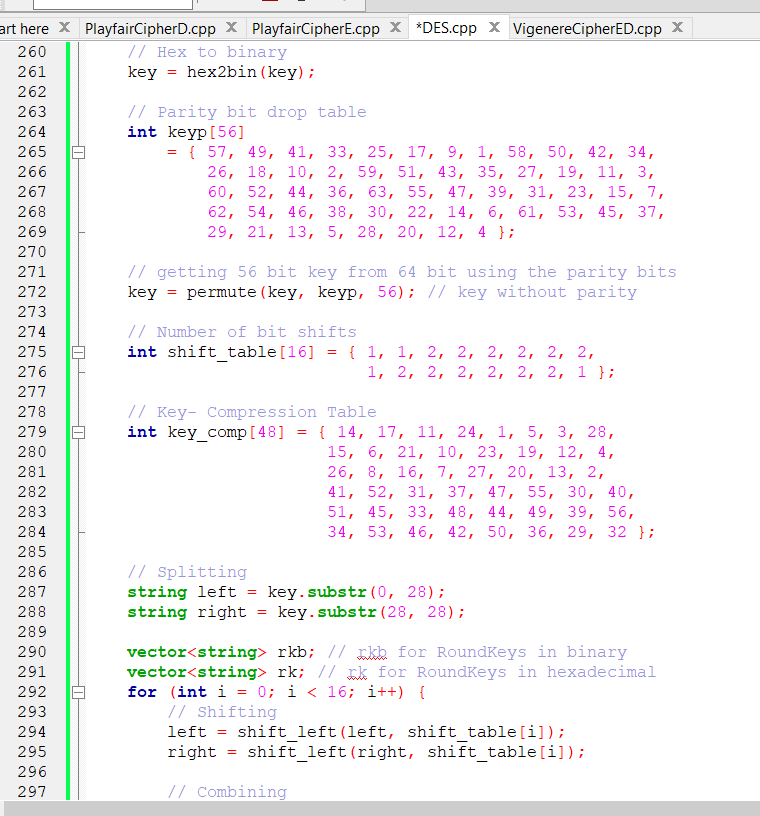 art here PlayfairCipherD.cpp PlayfairCipherE.cpp *DES.cpp VigenereCipherED.cpp
260 // Hex to binary
261 key = hex2bin(key);
262
263 // Parity bit drop table
264 int keyp[56]
265 = { 57, 49, 41, 33, 25, 17, 9, 1, 58, 50, 42, 34,
266 26, 18, 10, 2, 59, 51, 43, 35, 27, 19, 11, 3,
267 60, 52, 44, 36, 63, 55, 47, 39, 31, 23, 15, 7,
268 62, 54, 46, 38, 30, 22, 14, 6, 61, 53, 45, 37,
269 29, 21, 13, 5, 28, 20, 12, 4 };
270
271 // getting 56 bit key from 64 bit using the parity bits
272 key = permute(key, keyp, 56); // key without parity
273
274 // Number of bit shifts
275 int shift_table[16] = { 1, 1, 2, 2, 2, 2, 2, 2,
276 1, 2, 2, 2, 2, 2, 2, 1 };
277
278 // Key- Compression Table
279 int key_comp[48] = { 14, 17, 11, 24, 1, 5, 3, 28,
280 15, 6, 21, 10, 23, 19, 12, 4,
281 26, 8, 16, 7, 27, 20, 13, 2,
282 41, 52, 31, 37, 47, 55, 30, 40,
283 51, 45, 33, 48, 44, 49, 39, 56,
284 34, 53, 46, 42, 50, 36, 29, 32 };
285
286 // Splitting
287 string left = key.substr(0, 28);
288 string right = key.substr(28, 28);
289
290 vector<string> rkb; // rkb for RoundKeys in binary
291 vector<string> rk; // rk for RoundKeys in hexadecimal
292 for (int i = 0; i < 16; i++) {
293 // Shifting
294 left = shift_left(left, shift_table[i]);
295 right = shift_left(right, shift_table[i]);
296
297 // Combining